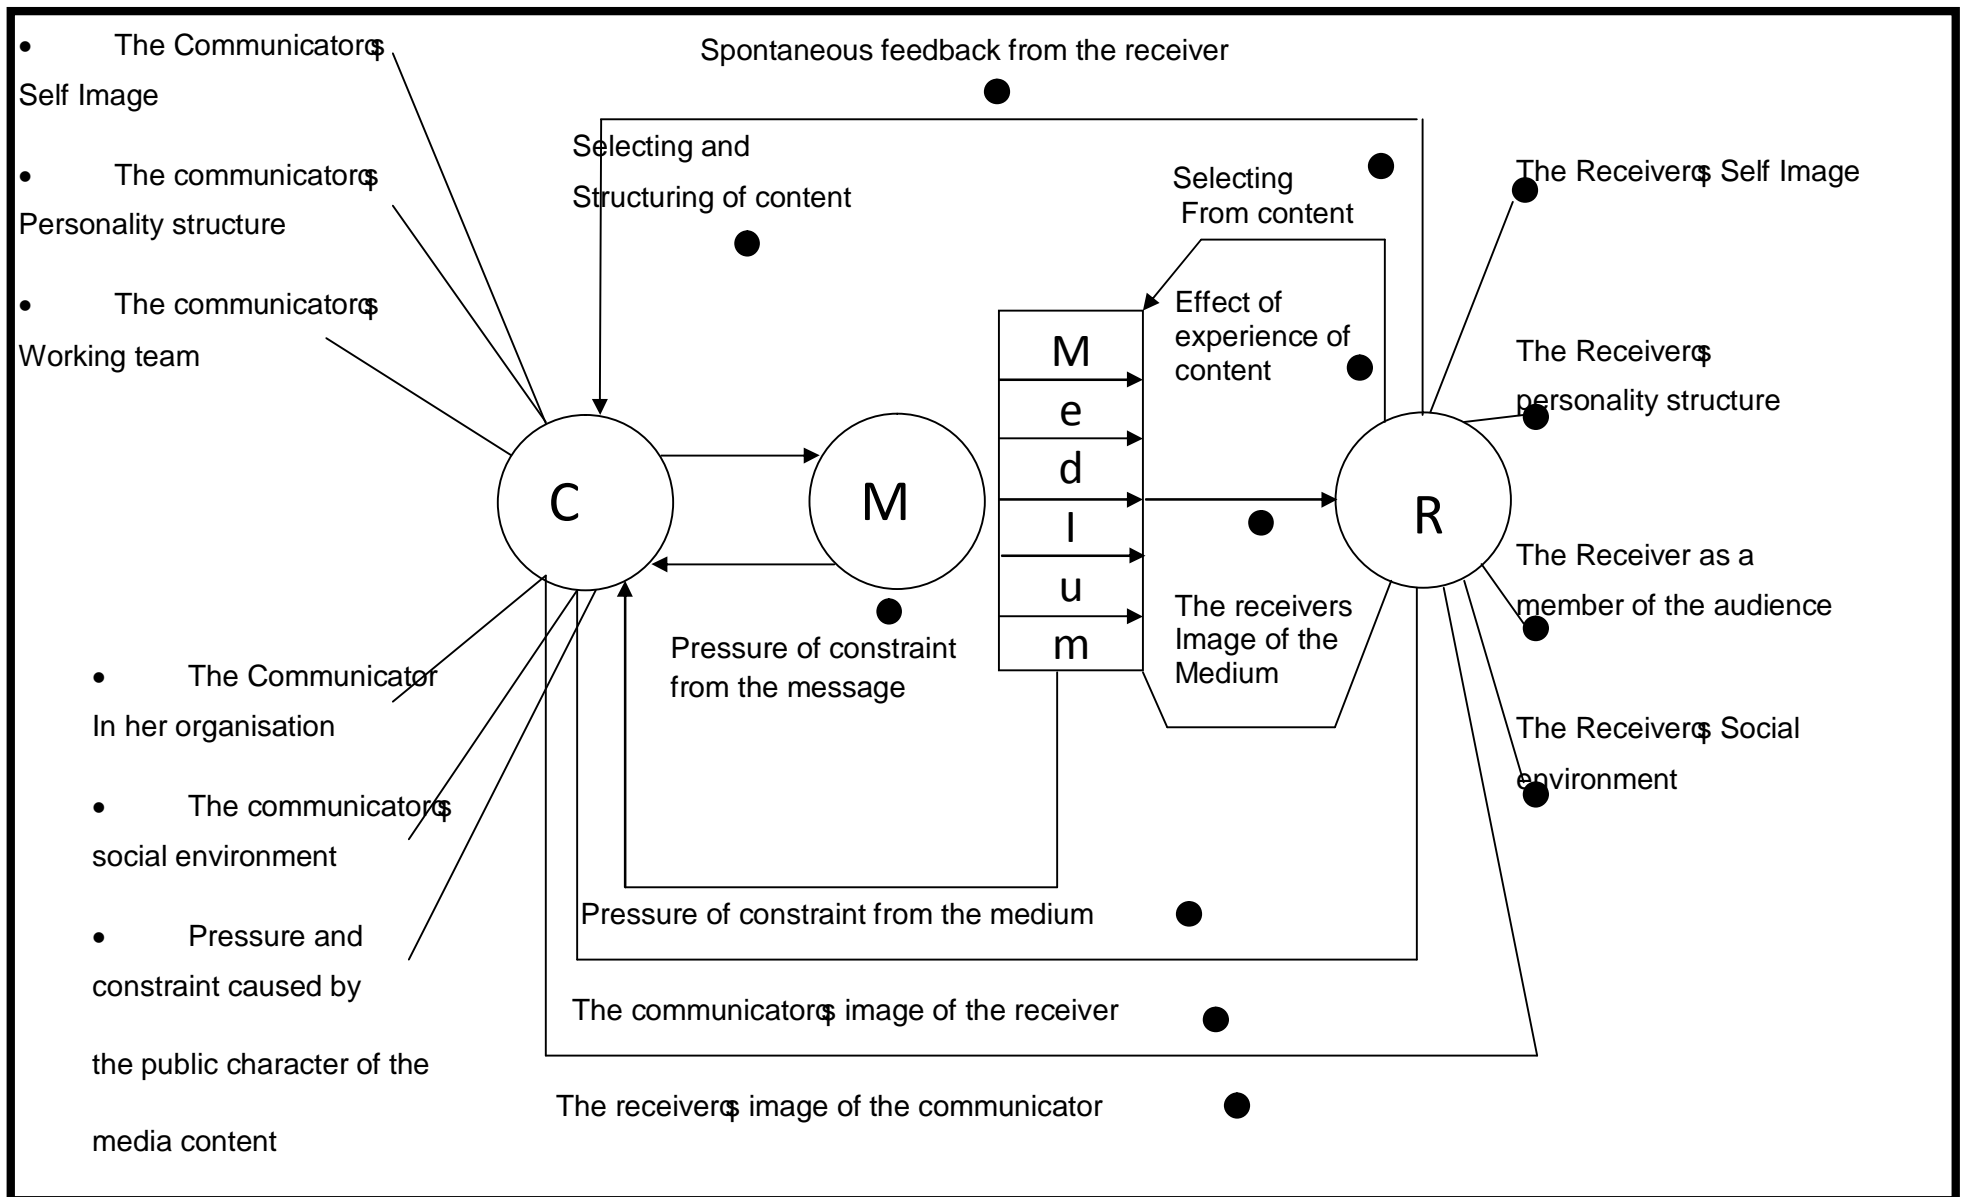 • The Communicator's
Self Image
• The communicator's
Personality structure
• The communicator's
Working team
Spontaneous feedback from the receiver
Selecting and
Structuring of content
Selecting
From content
Effect of
experience of
content
The Receiver's Self Image
The Receiver's
personality structure
The Receiver as a
member of the audience
The Receiver's Social
environment
C
M
M
e
d
I
u
m
R
Pressure of constraint
from the message
The receivers
Image of the
Medium
• The Communicator
In her organisation
• The communicator's
social environment
• Pressure and
constraint caused by
the public character of the
media content
Pressure of constraint from the medium
The communicator's image of the receiver
The receiver's image of the communicator